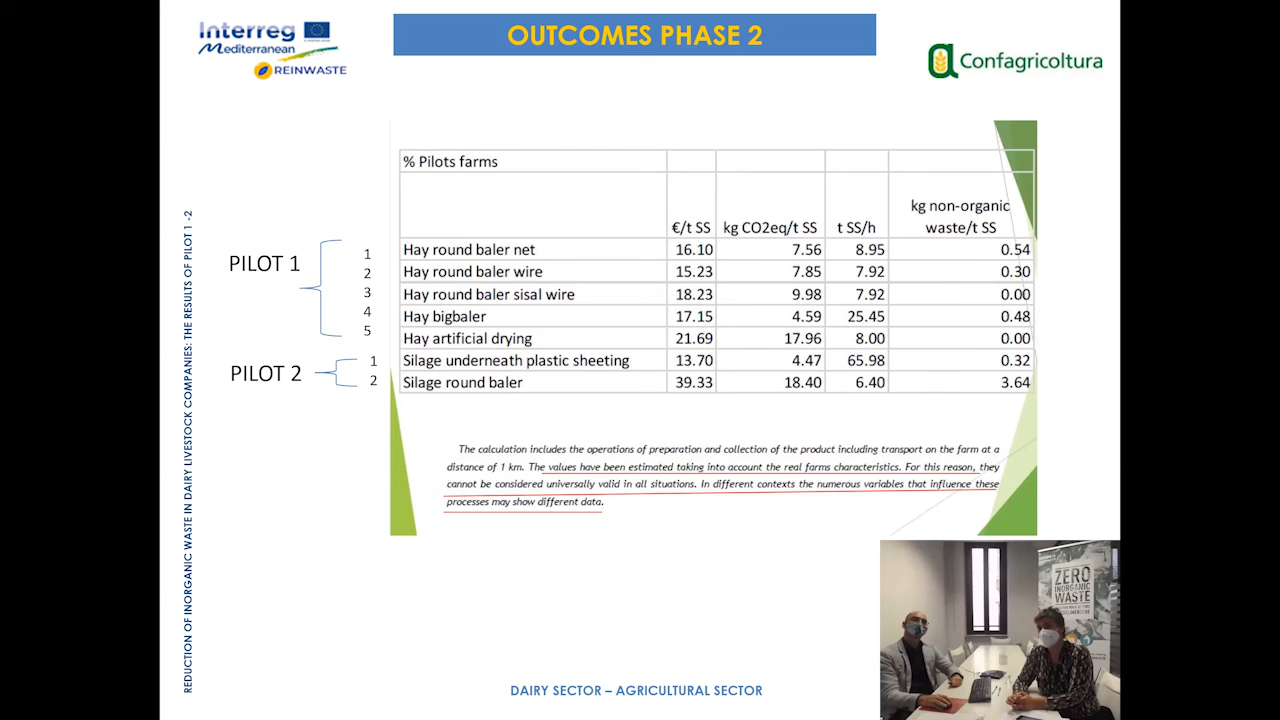 Interreg
Mediterranean
REINWASTE
OUTCOMES PHASE 2
Confagricoltura
REDUCTION OF INORGANIC WASTE IN DAIRY LIVESTOCK COMPANIES: THE RESULTS OF PILOT 1 -2
PILOT 1
1
2
3
4
5
PILOT 2
1
2
% Pilots farms
€/t SS kg CO2eq/t SS t SS/h kg non-organic waste/t SS
Hay round baler net 16.10 7.56 8.95 0.54
Hay round baler wire 15.23 7.85 7.92 0.30
Hay round baler sisal wire 18.23 9.98 7.92 0.00
Hay bigbaler 17.15 4.59 25.45 0.48
Hay artificial drying 21.69 17.96 8.00 0.00
Silage underneath plastic sheeting 13.70 4.47 65.98 0.32
Silage round baler 39.33 18.40 6.40 3.64
The calculation includes the operations of preparation and collection of the product including transport on the farm at a
distance of 1 km. The values have been estimated taking into account the real farms characteristics. For this reason, they
cannot be considered universally valid in all situations. In different contexts the numerous variables that influence these
processes may show different data.
ZERO
INORGANIC
WASTE
DAIRY SECTOR – AGRICULTURAL SECTOR